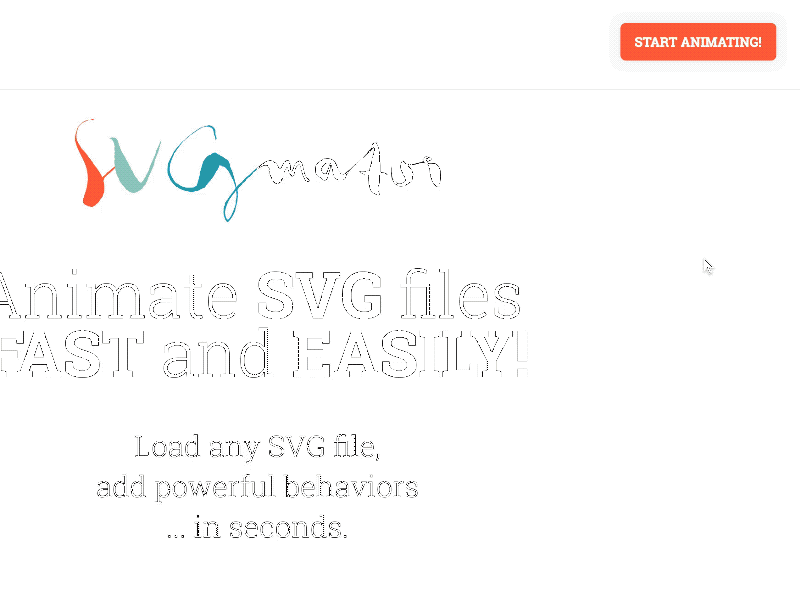 START ANIMATING!
SVGmator
Animate SVG files
FAST and EASILY!
Load any SVG file,
add powerful behaviors
... in seconds.